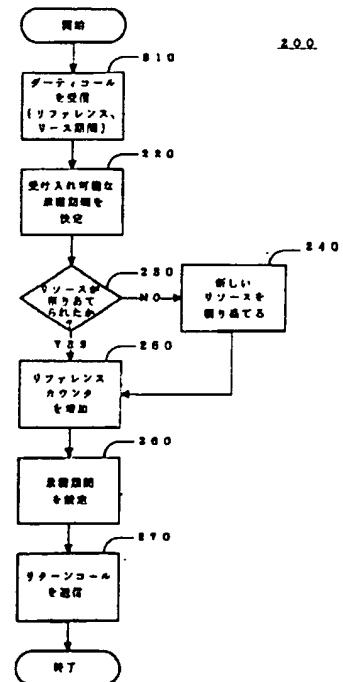 開始
200
210
ダーティコール
を受信
(リファレンス、
リース期間)
220
受け入れ可能な
承諾期間を
決定
230
リソースが
割りあて
られたか
?
NO
YES
240
新しい
リソースを
割り当てる
250
リファレンス
カウンタ
を増加
260
承諾期間
を設定
270
リターンコール
を返信
終了